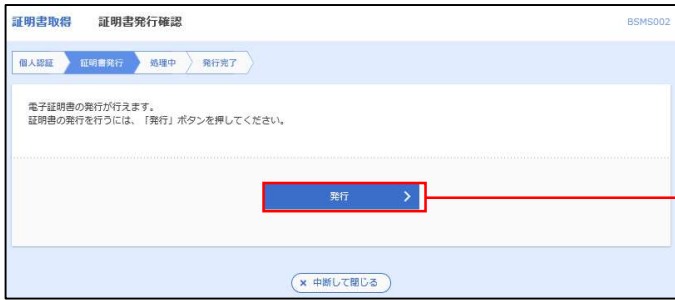 証明書取得 証明書発行確認 BSMS002
個人認証 証明書発行 処理中 発行完了
電子証明書の発行が行えます。
証明書の発行を行うには、「発行」ボタンを押してください。
発行
× 中断して閉じる